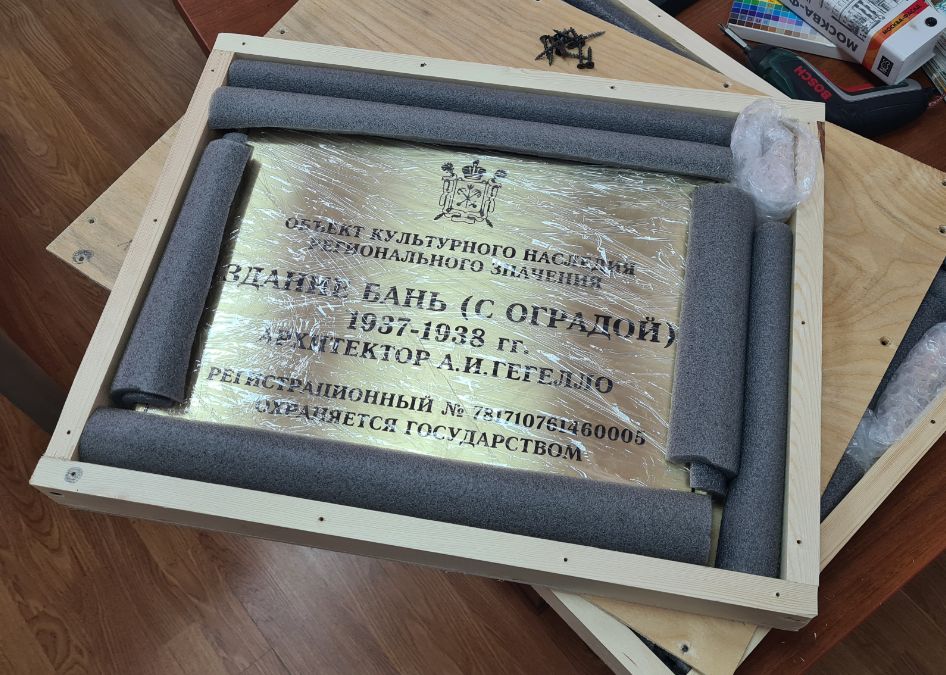 ОБЪЕКТ КУЛЬТУРНОГО НАСЛЕДИЯ
РЕГИОНАЛЬНОГО ЗНАЧЕНИЯ
ЗДАНИЕ БАНЬ (С ОГРАДОЙ)
1937-1938 гг.
АРХИТЕКТОР А.И.ГЕГЕЛЛО
РЕГИСТРАЦИОННЫЙ № 781710761460005
ОХРАНЯЕТСЯ ГОСУДАРСТВОМ
BOSCH